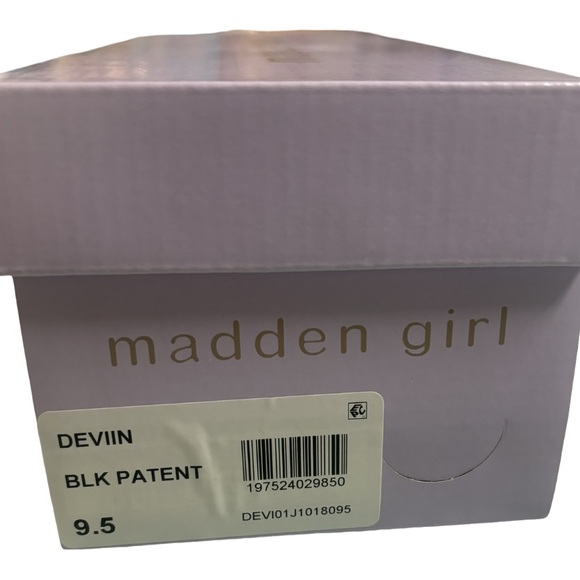 madden girl
DEVIIN
BLK PATENT
197524029850
9.5
DEVI01J1018095